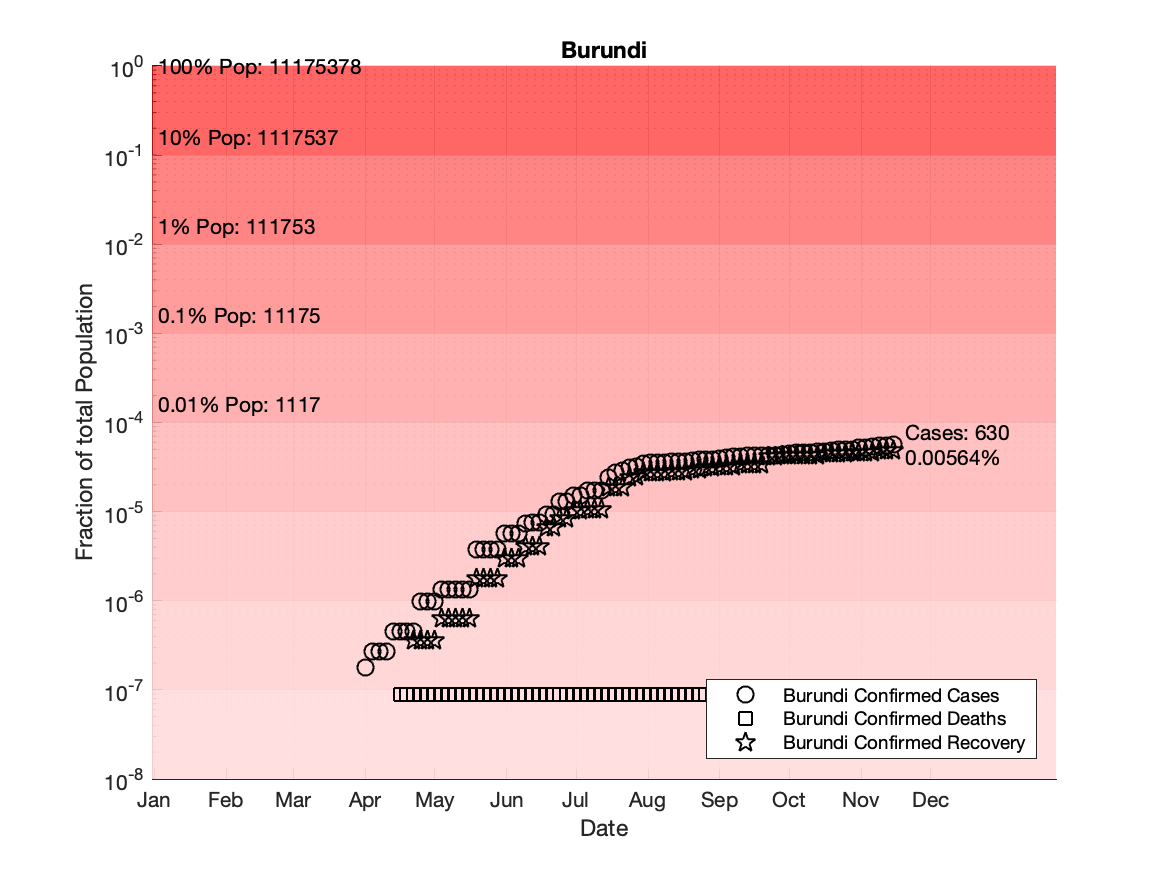 Burundi
10^0
100% Pop: 11175378
10% Pop: 1117537
10^-1
1% Pop: 111753
10^-2
0.1% Pop: 11175
10^-3
0.01% Pop: 1117
10^-4
Cases: 630
0.00564%
10^-5
10^-6
10^-7
10^-8
Fraction of total Population
Burundi Confirmed Cases
Burundi Confirmed Deaths
Burundi Confirmed Recovery
Jan Feb Mar Apr May Jun Jul Aug Sep Oct Nov Dec
Date